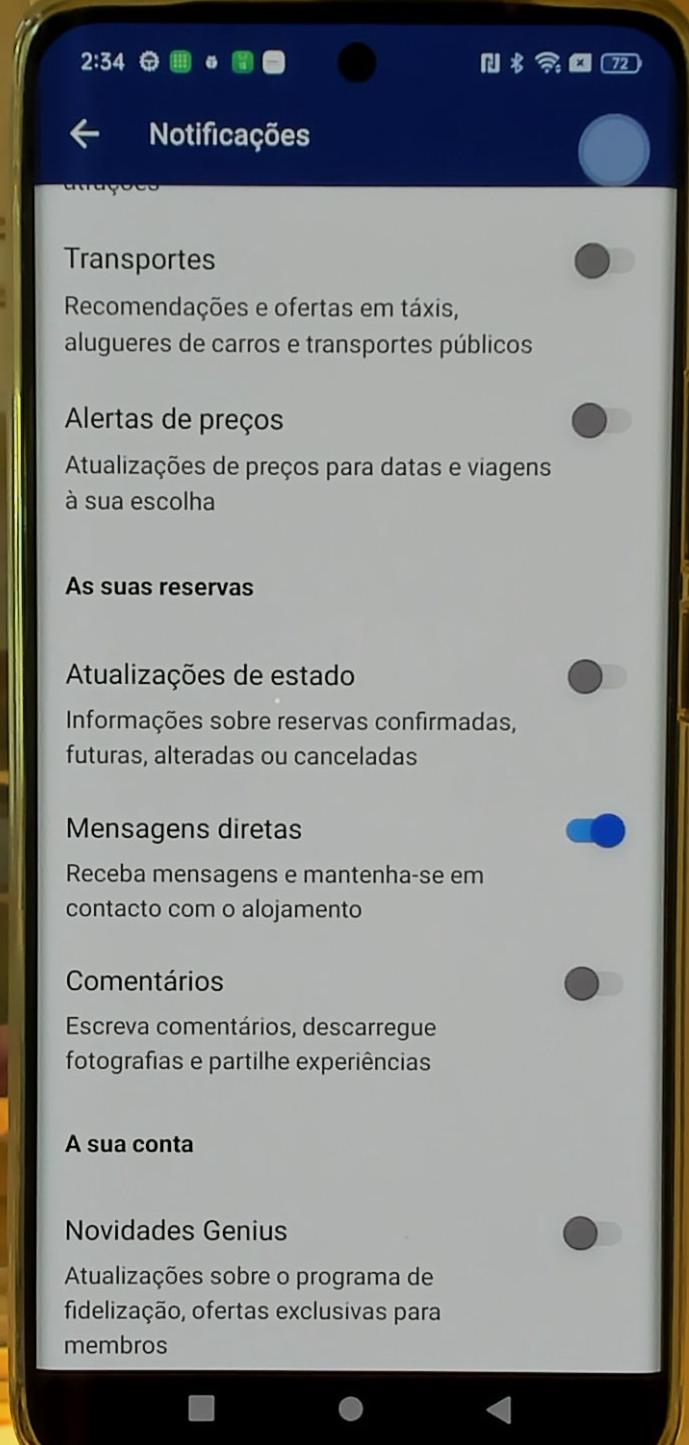 2:34
72
Notificações
Transportes
Recomendações e ofertas em táxis,
alugueres de carros e transportes públicos
Alertas de preços
Atualizações de preços para datas e viagens
à sua escolha
As suas reservas
Atualizações de estado
Informações sobre reservas confirmadas,
futuras, alteradas ou canceladas
Mensagens diretas
Receba mensagens e mantenha-se em
contacto com o alojamento
Comentários
Escreva comentários, descarregue
fotografias e partilhe experiências
A sua conta
Novidades Genius
Atualizações sobre o programa de
fidelização, ofertas exclusivas para
membros